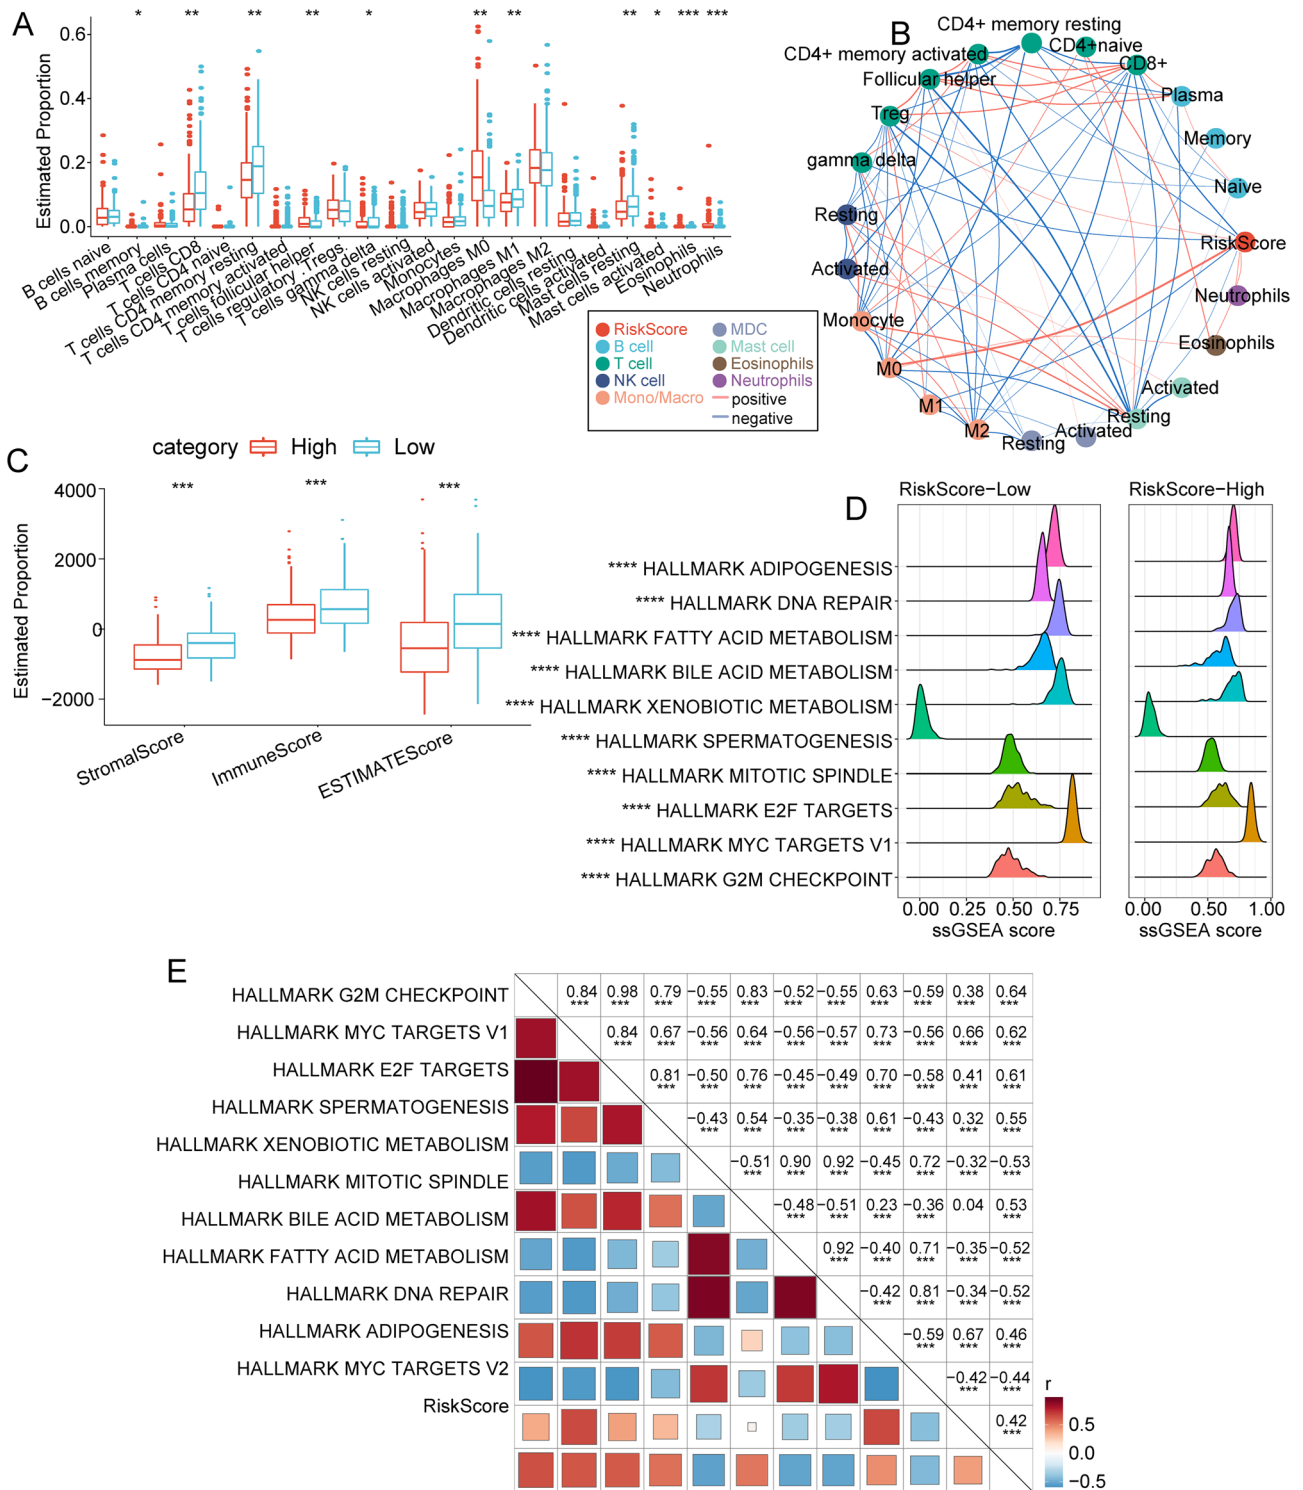 A
* ** ** ** * ** ** ** * *** ***
Estimated Proportion
0.6
0.4
0.2
0.0
B cells naive
B cells memory
Plasma cells
T cells CD8
T cells CD4 naive
T cells CD4 memory resting
T cells CD4 memory activated
T cells follicular helper
T cells regulatory .Tregs.
T cells gamma delta
NK cells resting
NK cells activated
Monocytes
Macrophages M0
Macrophages M1
Macrophages M2
Dendritic cells resting
Dendritic cells activated
Mast cells resting
Mast cells activated
Eosinophils
Neutrophils
B
CD4+ memory resting
CD4+naive
CD4+ memory activated
CD8+
Follicular helper
Plasma
Treg
Memory
gamma delta
Naive
Resting
RiskScore
Activated
Neutrophils
Monocyte
Eosinophils
M0
Activated
M1
Resting
M2
Activated
Resting
RiskScore
B cell
T cell
NK cell
Mono/Macro
MDC
Mast cell
Eosinophils
Neutrophils
positive
negative
category High Low
C
*** *** ***
Estimated Proportion
4000
2000
0
−2000
StromalScore
ImmuneScore
ESTIMATEScore
D
RiskScore−Low
RiskScore−High
**** HALLMARK ADIPOGENESIS
**** HALLMARK DNA REPAIR
**** HALLMARK FATTY ACID METABOLISM
**** HALLMARK BILE ACID METABOLISM
**** HALLMARK XENOBIOTIC METABOLISM
**** HALLMARK SPERMATOGENESIS
**** HALLMARK MITOTIC SPINDLE
**** HALLMARK E2F TARGETS
**** HALLMARK MYC TARGETS V1
**** HALLMARK G2M CHECKPOINT
0.00 0.25 0.50 0.75
0.00 0.50 1.00
ssGSEA score
ssGSEA score
E
HALLMARK G2M CHECKPOINT
0.84 0.98 0.79 −0.55 0.83 −0.52 −0.55 0.63 −0.59 0.38 0.64
*** *** *** *** *** *** *** *** *** *** ***
HALLMARK MYC TARGETS V1
0.84 0.67 −0.56 0.64 −0.56 −0.57 0.73 −0.56 0.66 0.62
*** *** *** *** *** *** *** *** *** ***
HALLMARK E2F TARGETS
0.81 −0.50 0.76 −0.45 −0.49 0.70 −0.58 0.41 0.61
*** *** *** *** *** *** *** *** ***
HALLMARK SPERMATOGENESIS
−0.43 0.54 −0.35 −0.38 0.61 −0.43 0.32 0.55
*** *** *** *** *** *** *** ***
HALLMARK XENOBIOTIC METABOLISM
−0.51 0.90 0.92 −0.45 0.72 −0.32 −0.53
*** *** *** *** *** *** ***
HALLMARK MITOTIC SPINDLE
−0.48 −0.51 0.23 −0.36 0.04 0.53
*** *** *** *** ***
HALLMARK BILE ACID METABOLISM
0.92 −0.40 0.71 −0.35 −0.52
*** *** *** *** ***
HALLMARK FATTY ACID METABOLISM
−0.42 0.81 −0.34 −0.52
*** *** *** ***
HALLMARK DNA REPAIR
−0.59 0.67 0.46
*** *** ***
HALLMARK ADIPOGENESIS
−0.42 −0.44
*** ***
HALLMARK MYC TARGETS V2
0.42
***
RiskScore
r
0.5
0.0
−0.5